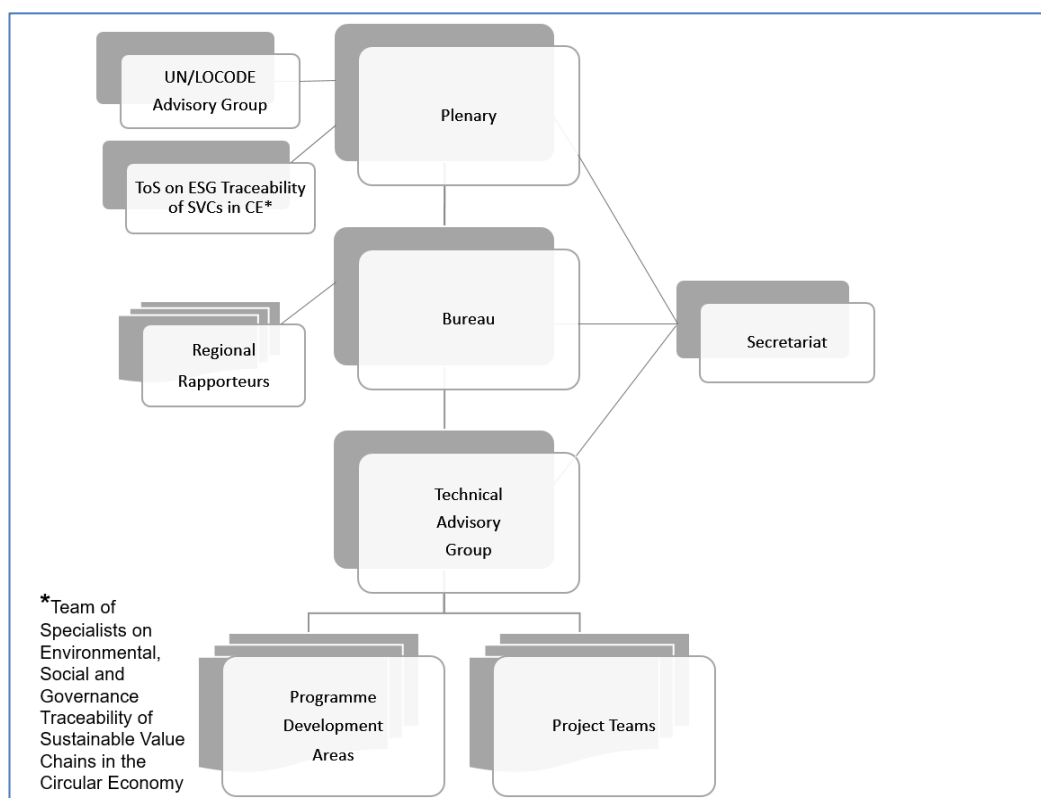 UN/LOCODE
Advisory Group
Plenary
ToS on ESG Traceability
of SVCs in CE*
Bureau
Regional
Rapporteurs
Secretariat
Technical
Advisory
Group
*Team of
Specialists on
Environmental,
Social and
Governance
Traceability of
Sustainable Value
Chains in the
Circular Economy
Programme
Development
Areas
Project Teams